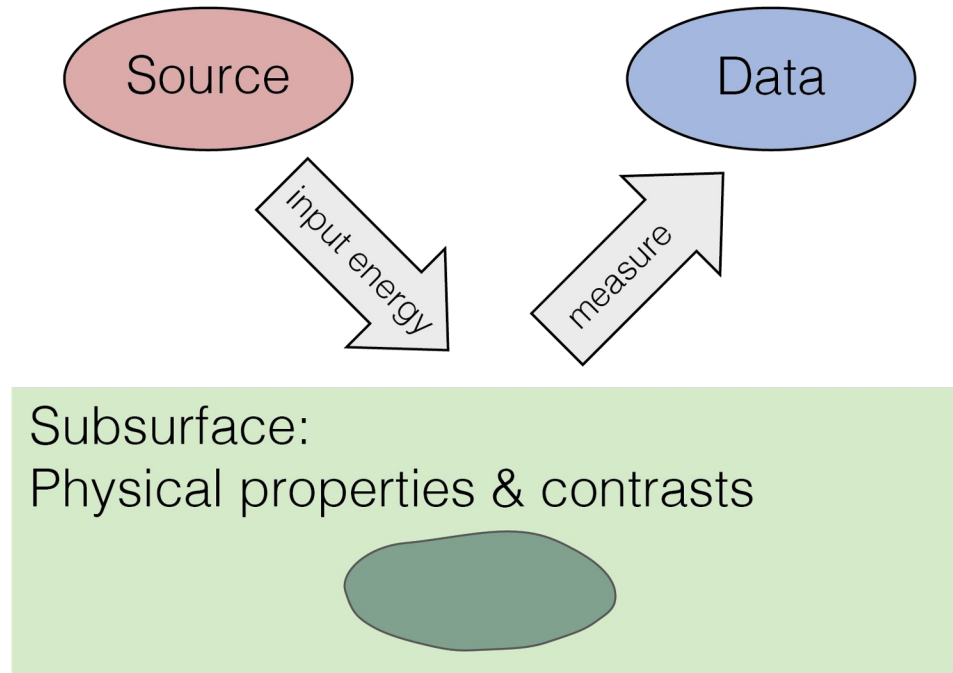 Source
Data
input energy
measure
Subsurface:
Physical properties & contrasts